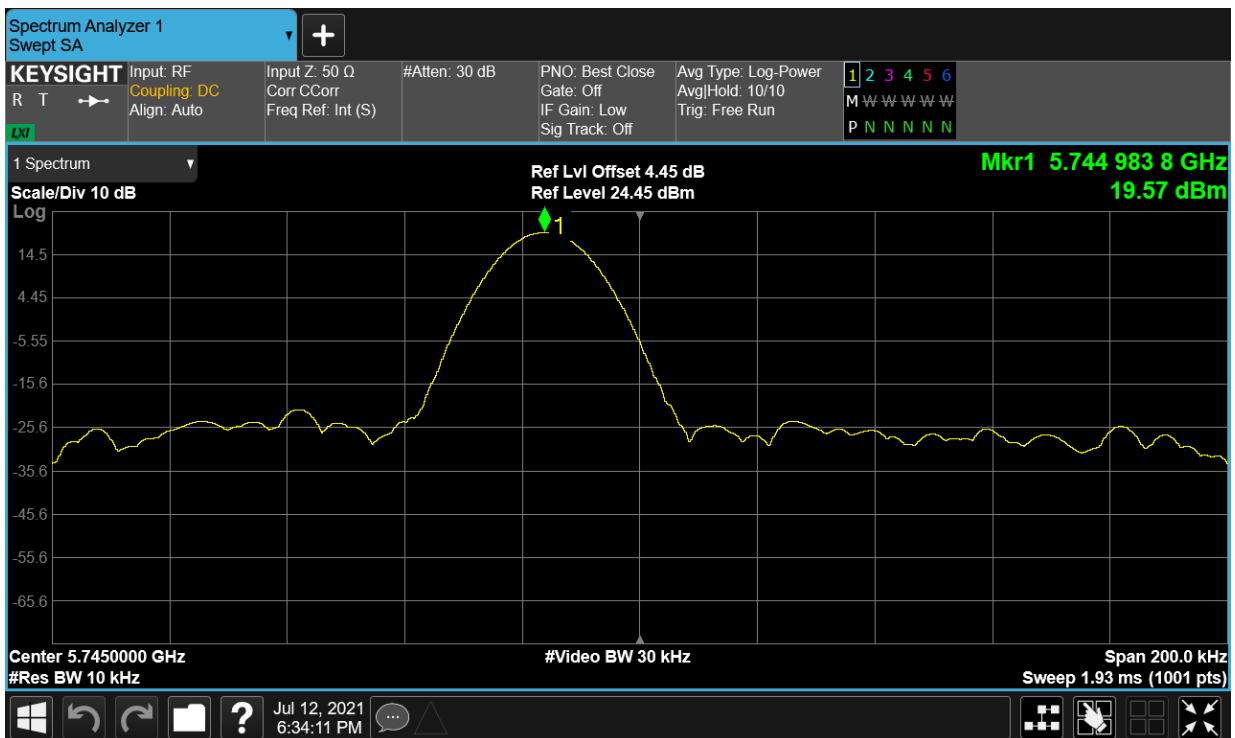 Spectrum Analyzer 1
Swept SA
+
KEYSIGHT
R T
LXI
Input: RF
Coupling: DC
Align: Auto
Input Z: 50 Ω
Corr CCorr
Freq Ref: Int (S)
#Atten: 30 dB
PNO: Best Close
Gate: Off
IF Gain: Low
Sig Track: Off
Avg Type: Log-Power
Avg|Hold: 10/10
Trig: Free Run
1 2 3 4 5 6
M W W W W W
P N N N N N
1 Spectrum
Scale/Div 10 dB
Log
Ref Lvl Offset 4.45 dB
Ref Level 24.45 dBm
Mkr1 5.744 983 8 GHz
19.57 dBm
1
14.5
4.45
-5.55
-15.6
-25.6
-35.6
-45.6
-55.6
-65.6
Center 5.7450000 GHz
#Res BW 10 kHz
#Video BW 30 kHz
Span 200.0 kHz
Sweep 1.93 ms (1001 pts)
?
Jul 12, 2021
6:34:11 PM